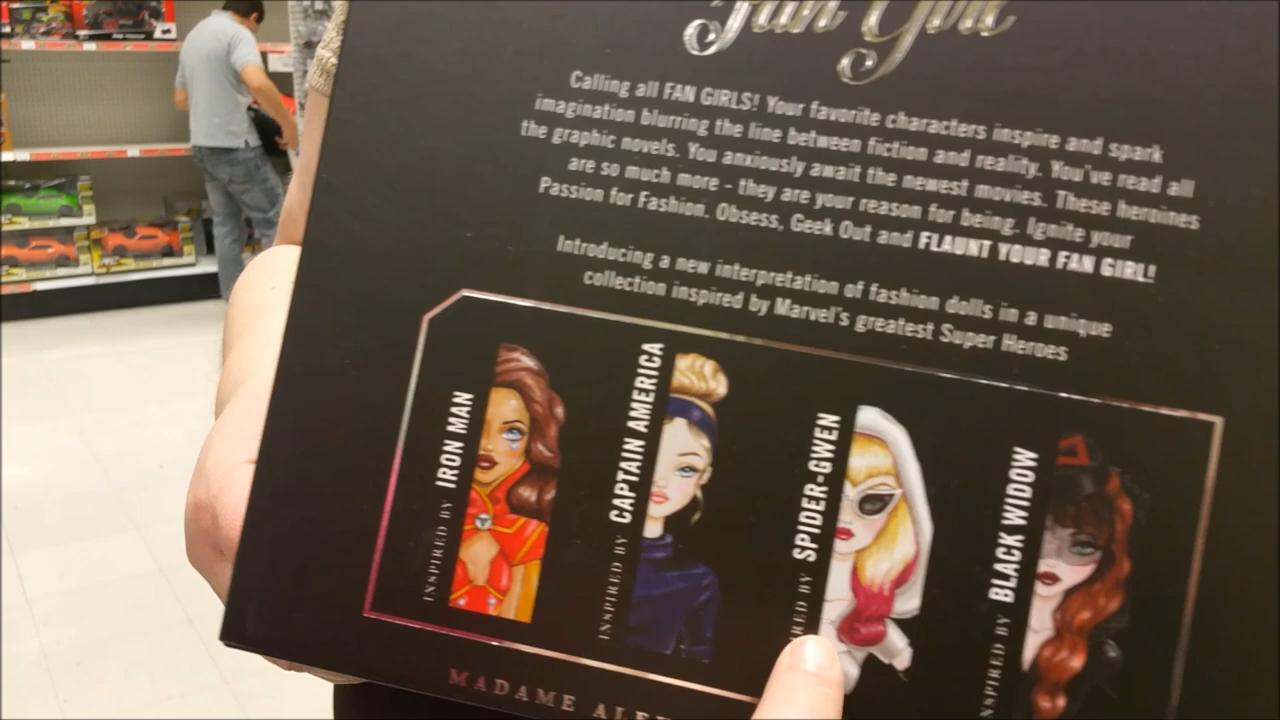 Fan Girl
Calling all FAN GIRLS! Your favorite characters inspire and spark
imagination blurring the line between fiction and reality. You've read all
the graphic novels. You anxiously await the newest movies. These heroines
are so much more - they are your reason for being. Ignite your
Passion for Fashion. Obsess, Geek Out and FLAUNT YOUR FAN GIRL!
Introducing a new interpretation of fashion dolls in a unique
collection inspired by Marvel's greatest Super Heroes
INSPIRED BY IRON MAN
INSPIRED BY CAPTAIN AMERICA
BY SPIDER-GWEN
INSPIRED BY BLACK WIDOW
MADAME